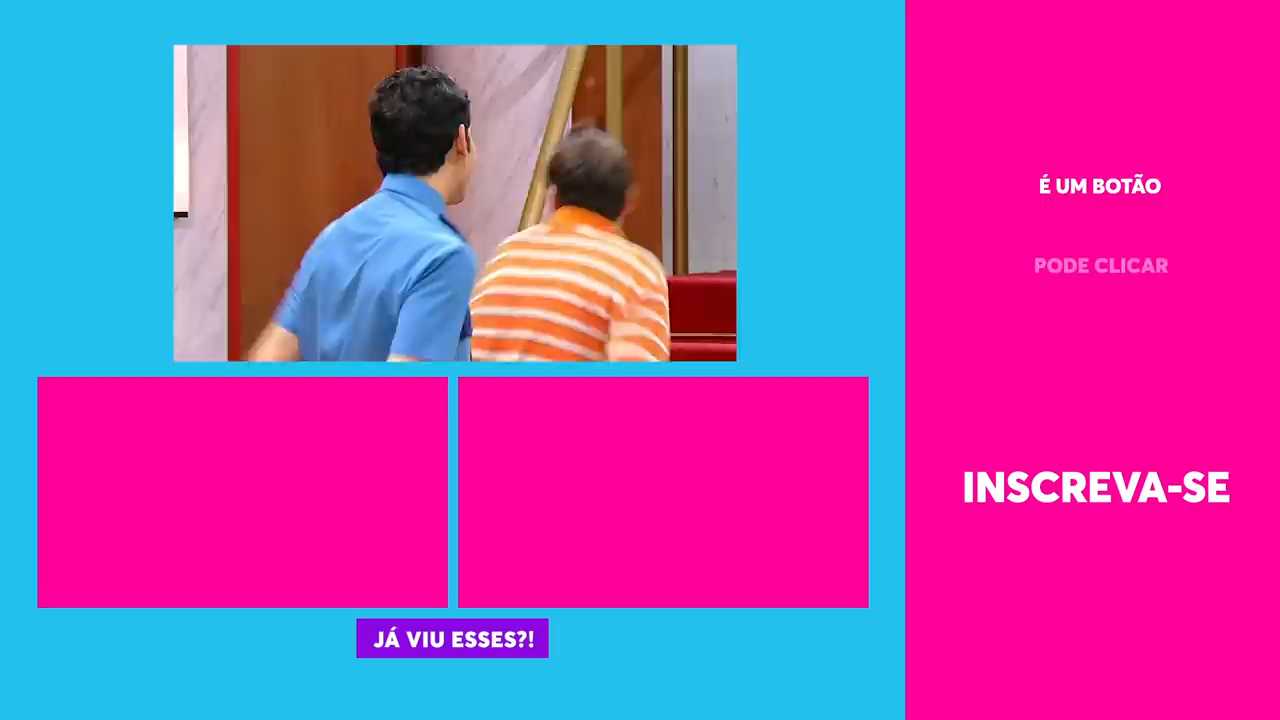 É UM BOTÃO
PODE CLICAR
INSCREVA-SE
JÁ VIU ESSES?!